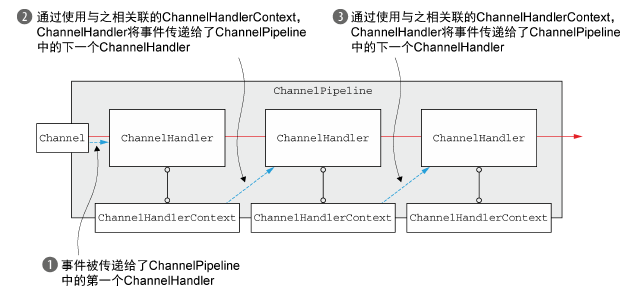 ❷ 通过使用与之相关联的ChannelHandlerContext,
ChannelHandler将事件传递给了ChannelPipeline
中的下一个ChannelHandler
❸ 通过使用与之相关联的ChannelHandlerContext,
ChannelHandler将事件传递给了ChannelPipeline
中的下一个ChannelHandler
ChannelPipeline
Channel
ChannelHandler
ChannelHandler
ChannelHandler
ChannelHandlerContext
ChannelHandlerContext
ChannelHandlerContext
❶ 事件被传递给了ChannelPipeline
中的第一个ChannelHandler